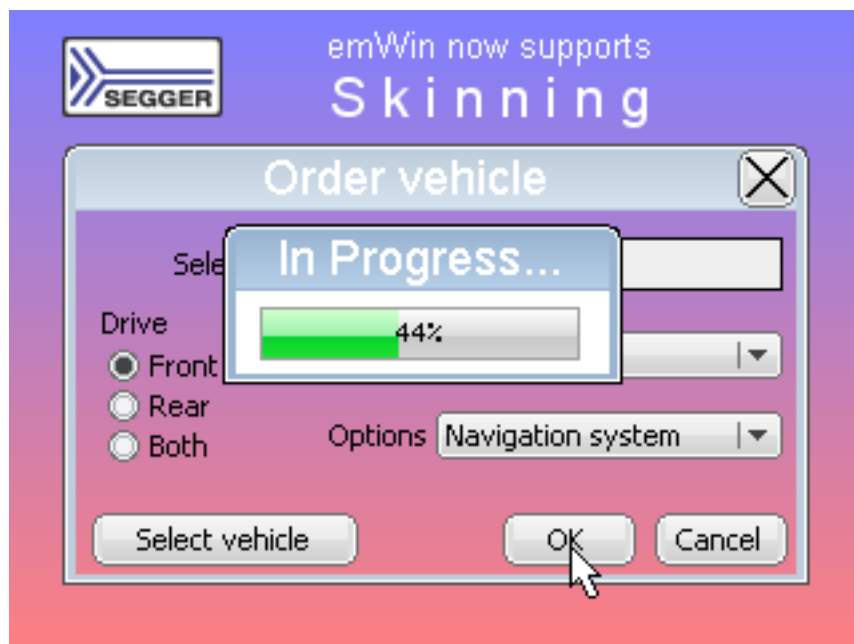 SEGGER
emWin now supports
Skinning
Order vehicle
In Progress...
Sele
44%
Drive
Front
Rear
Both
Options Navigation system
Select vehicle
OK
Cancel